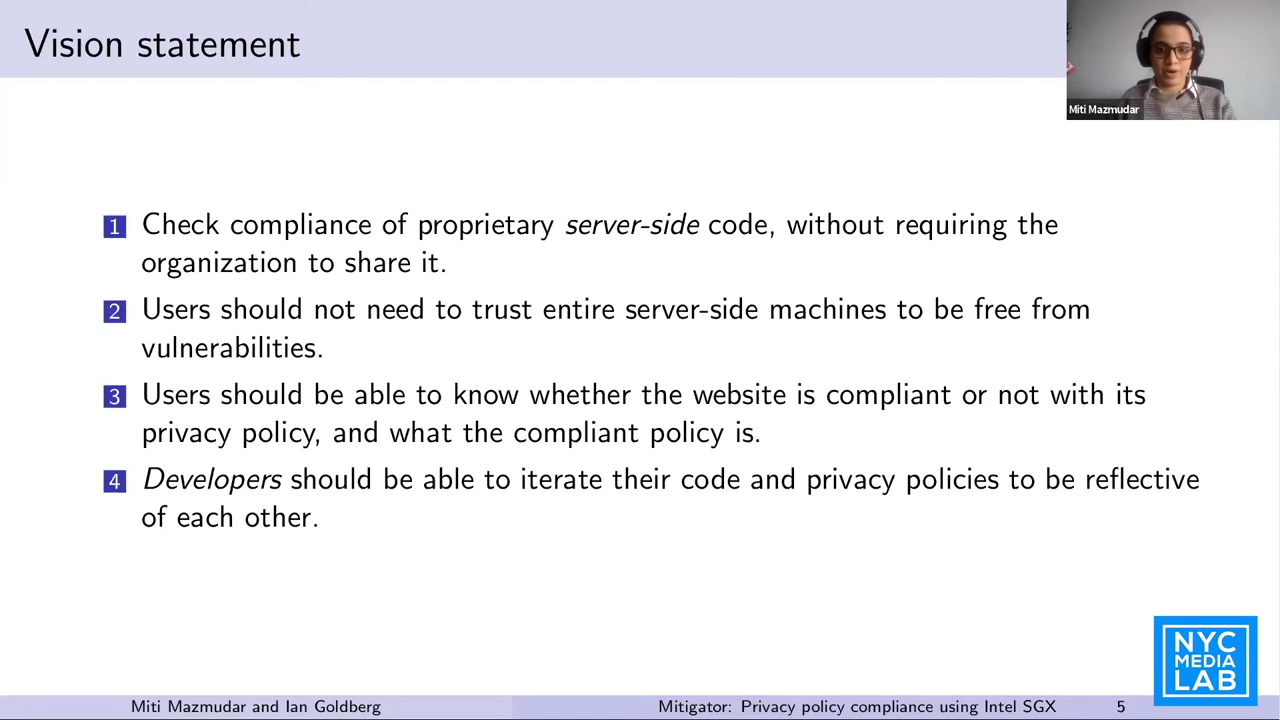 Vision statement
Miti Mazmudar
1 Check compliance of proprietary server-side code, without requiring the
organization to share it.
2 Users should not need to trust entire server-side machines to be free from
vulnerabilities.
3 Users should be able to know whether the website is compliant or not with its
privacy policy, and what the compliant policy is.
4 Developers should be able to iterate their code and privacy policies to be reflective
of each other.
NYC
MEDIA
LAB
Miti Mazmudar and Ian Goldberg
Mitigator: Privacy policy compliance using Intel SGX
5